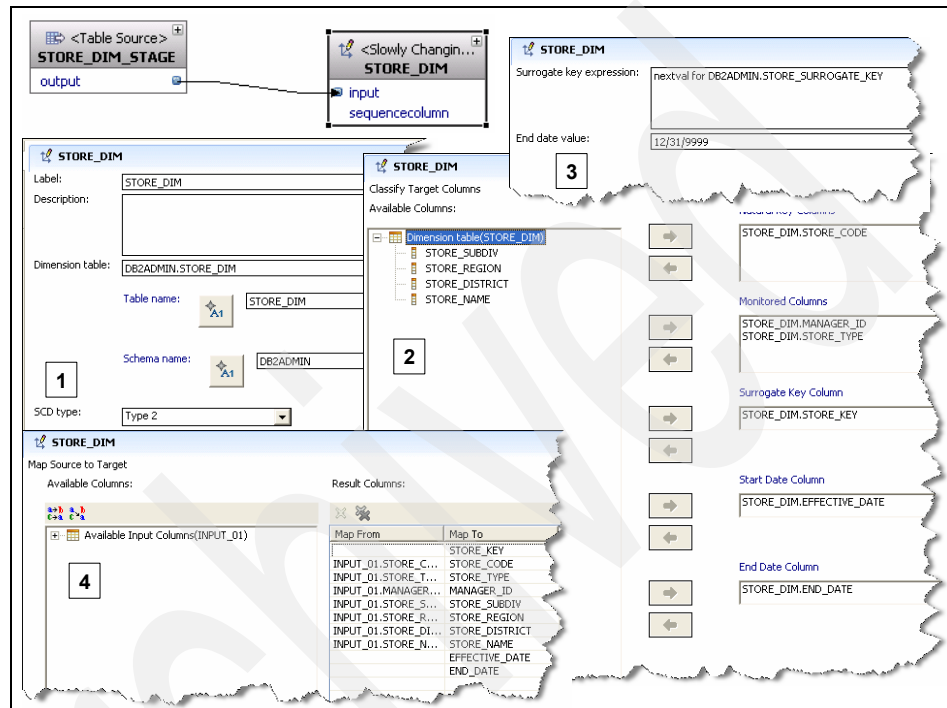 <Table Source>
STORE_DIM_STAGE
output
<Slowly Changin...
STORE_DIM
input
sequencecolumn
STORE_DIM
Surrogate key expression:
nextval for DB2ADMIN.STORE_SURROGATE_KEY
End date value:
12/31/9999
3
STORE_DIM
Label:
STORE_DIM
Description:
Dimension table:
DB2ADMIN.STORE_DIM
Table name:
STORE_DIM
Schema name:
DB2ADMIN
1
SCD type:
Type 2
STORE_DIM
Classify Target Columns
Available Columns:
Dimension table(STORE_DIM)
STORE_SUBDIV
STORE_REGION
STORE_DISTRICT
STORE_NAME
2
Natural Key Columns
STORE_DIM.STORE_CODE
Monitored Columns
STORE_DIM.MANAGER_ID
STORE_DIM.STORE_TYPE
Surrogate Key Column
STORE_DIM.STORE_KEY
Start Date Column
STORE_DIM.EFFECTIVE_DATE
End Date Column
STORE_DIM.END_DATE
STORE_DIM
Map Source to Target
Available Columns:
Result Columns:
Available Input Columns(INPUT_01)
4
Map From Map To
STORE_KEY
INPUT_01.STORE_C... STORE_CODE
INPUT_01.STORE_T... STORE_TYPE
INPUT_01.MANAGER... MANAGER_ID
INPUT_01.STORE_S... STORE_SUBDIV
INPUT_01.STORE_R... STORE_REGION
INPUT_01.STORE_DI... STORE_DISTRICT
INPUT_01.STORE_N... STORE_NAME
EFFECTIVE_DATE
END_DATE